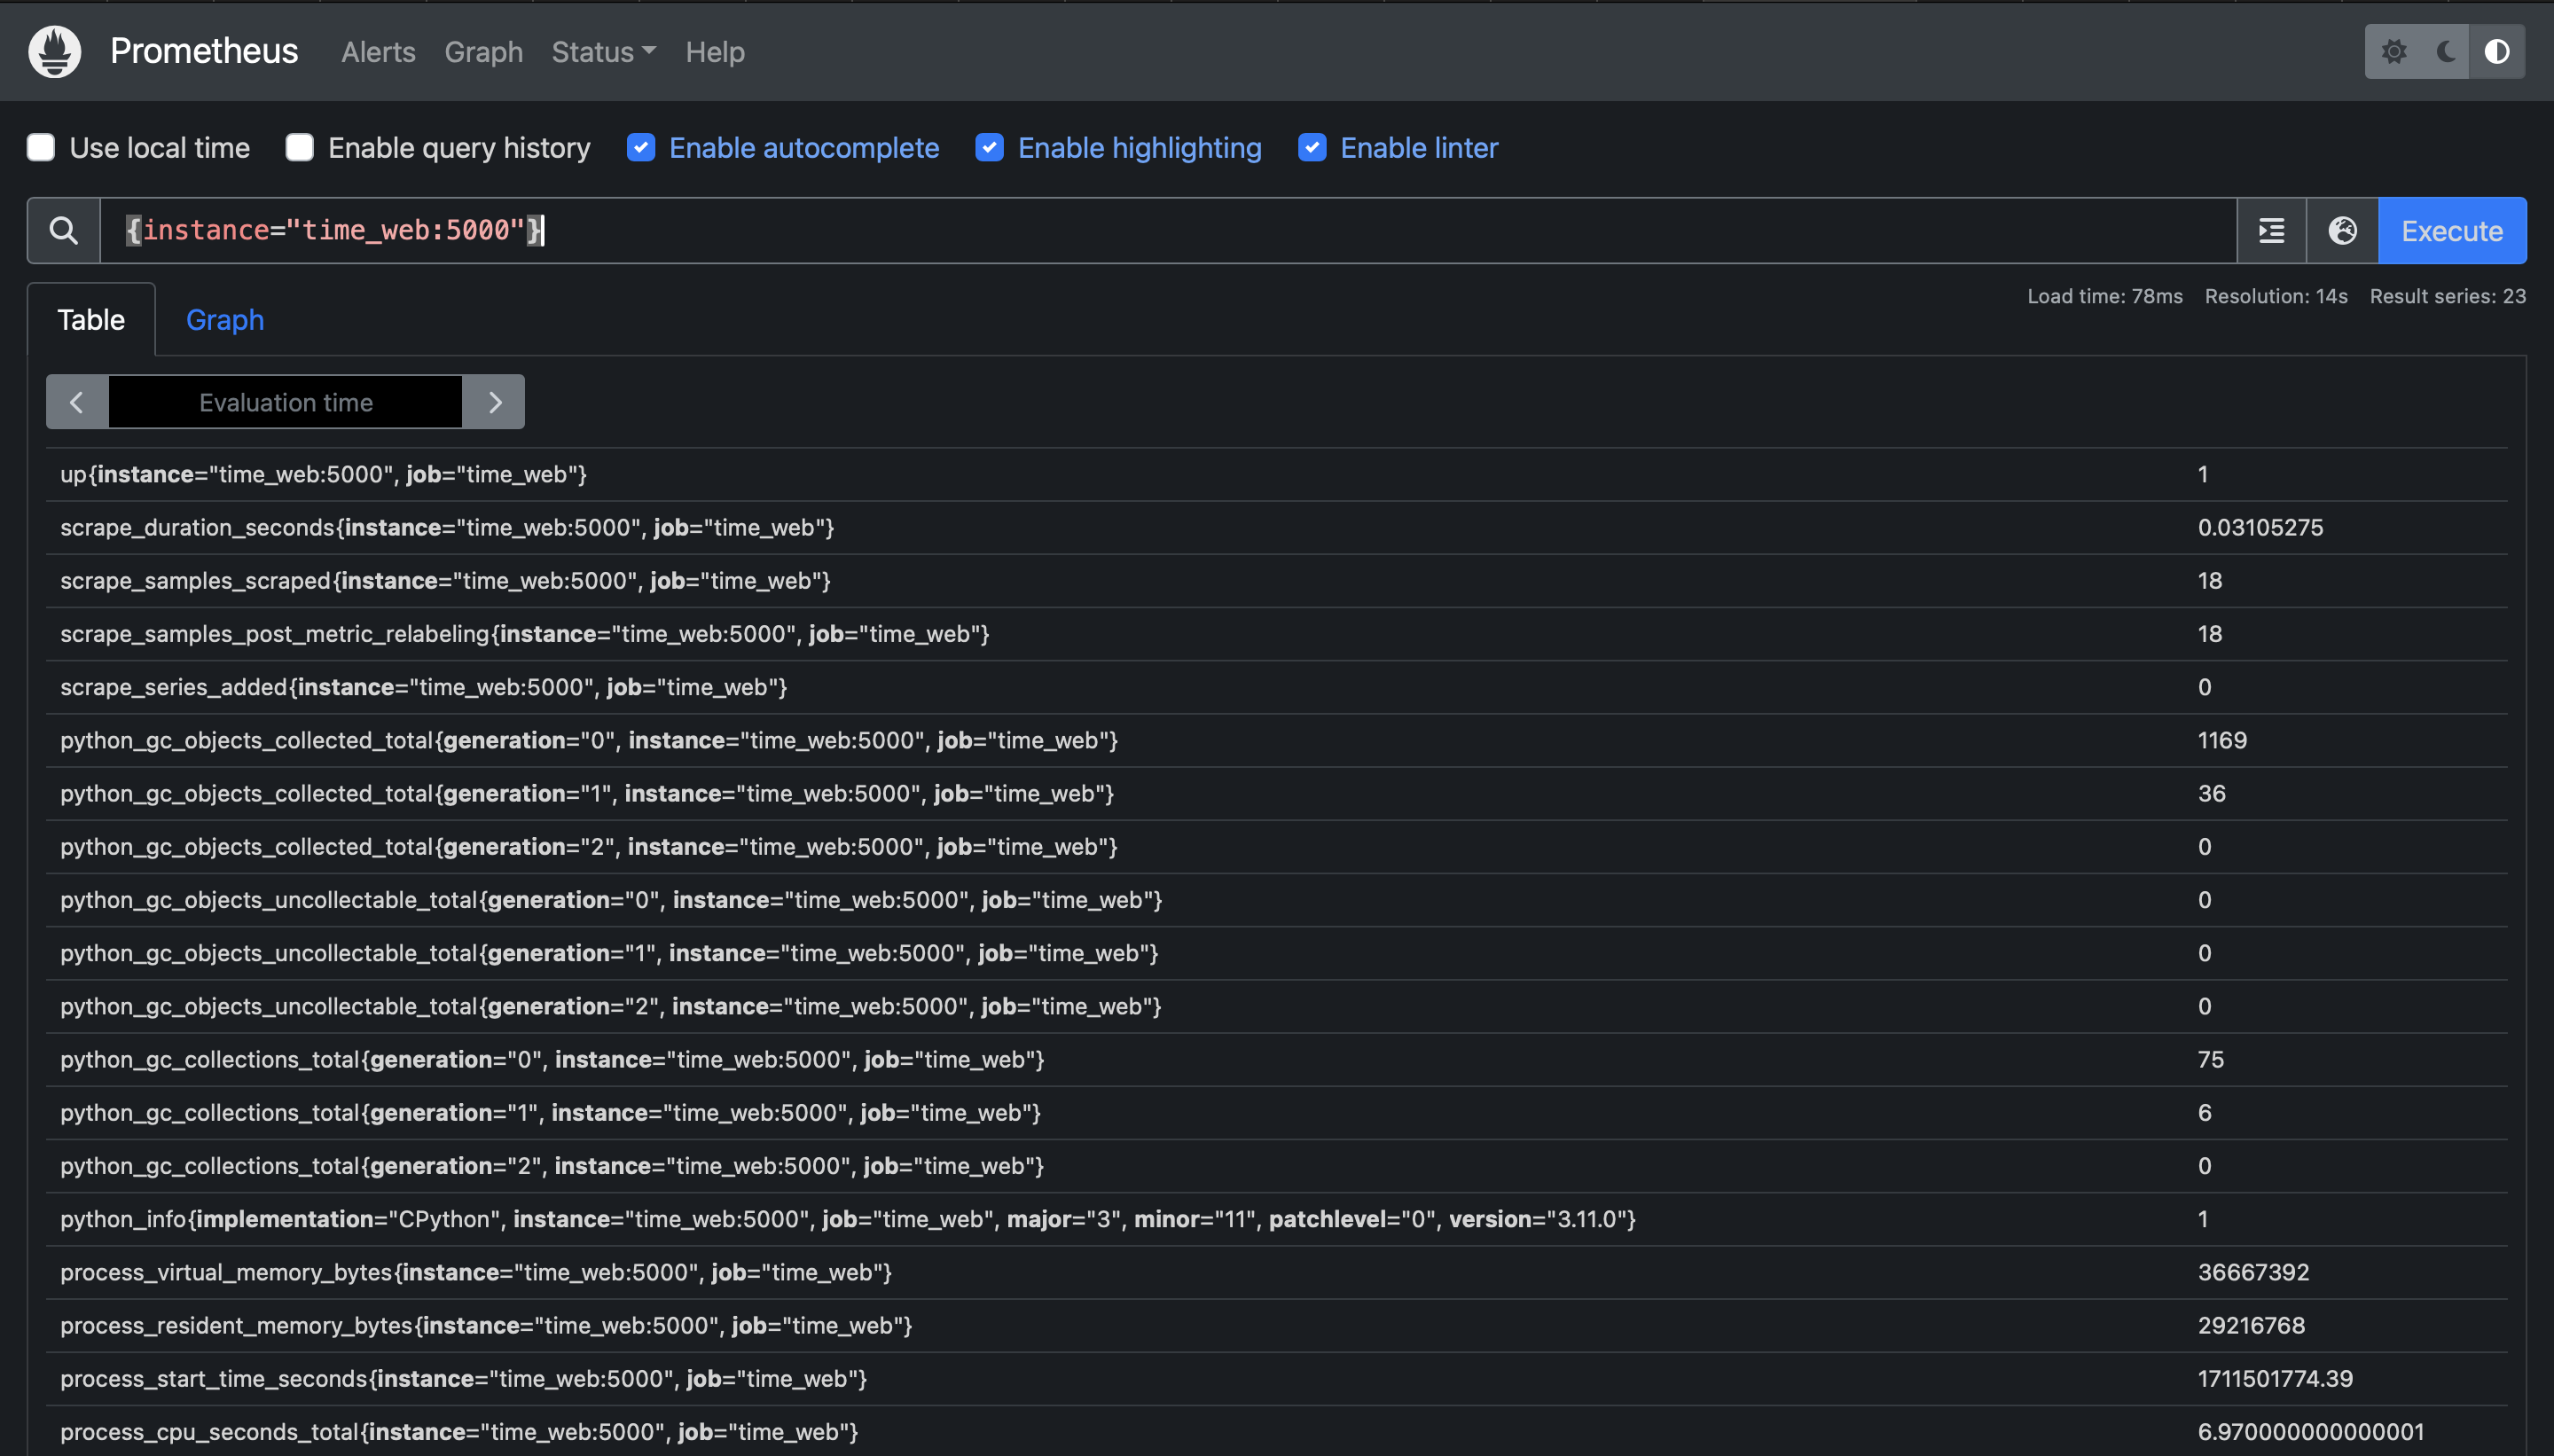 Prometheus Alerts Graph Status Help
Use local time Enable query history Enable autocomplete Enable highlighting Enable linter
{instance="time_web:5000"} Execute
Load time: 78ms Resolution: 14s Result series: 23
Table Graph
Evaluation time
up{instance="time_web:5000", job="time_web"} 1
scrape_duration_seconds{instance="time_web:5000", job="time_web"} 0.03105275
scrape_samples_scraped{instance="time_web:5000", job="time_web"} 18
scrape_samples_post_metric_relabeling{instance="time_web:5000", job="time_web"} 18
scrape_series_added{instance="time_web:5000", job="time_web"} 0
python_gc_objects_collected_total{generation="0", instance="time_web:5000", job="time_web"} 1169
python_gc_objects_collected_total{generation="1", instance="time_web:5000", job="time_web"} 36
python_gc_objects_collected_total{generation="2", instance="time_web:5000", job="time_web"} 0
python_gc_objects_uncollectable_total{generation="0", instance="time_web:5000", job="time_web"} 0
python_gc_objects_uncollectable_total{generation="1", instance="time_web:5000", job="time_web"} 0
python_gc_objects_uncollectable_total{generation="2", instance="time_web:5000", job="time_web"} 0
python_gc_collections_total{generation="0", instance="time_web:5000", job="time_web"} 75
python_gc_collections_total{generation="1", instance="time_web:5000", job="time_web"} 6
python_gc_collections_total{generation="2", instance="time_web:5000", job="time_web"} 0
python_info{implementation="CPython", instance="time_web:5000", job="time_web", major="3", minor="11", patchlevel="0", version="3.11.0"} 1
process_virtual_memory_bytes{instance="time_web:5000", job="time_web"} 36667392
process_resident_memory_bytes{instance="time_web:5000", job="time_web"} 29216768
process_start_time_seconds{instance="time_web:5000", job="time_web"} 1711501774.39
process_cpu_seconds_total{instance="time_web:5000", job="time_web"} 6.970000000000001